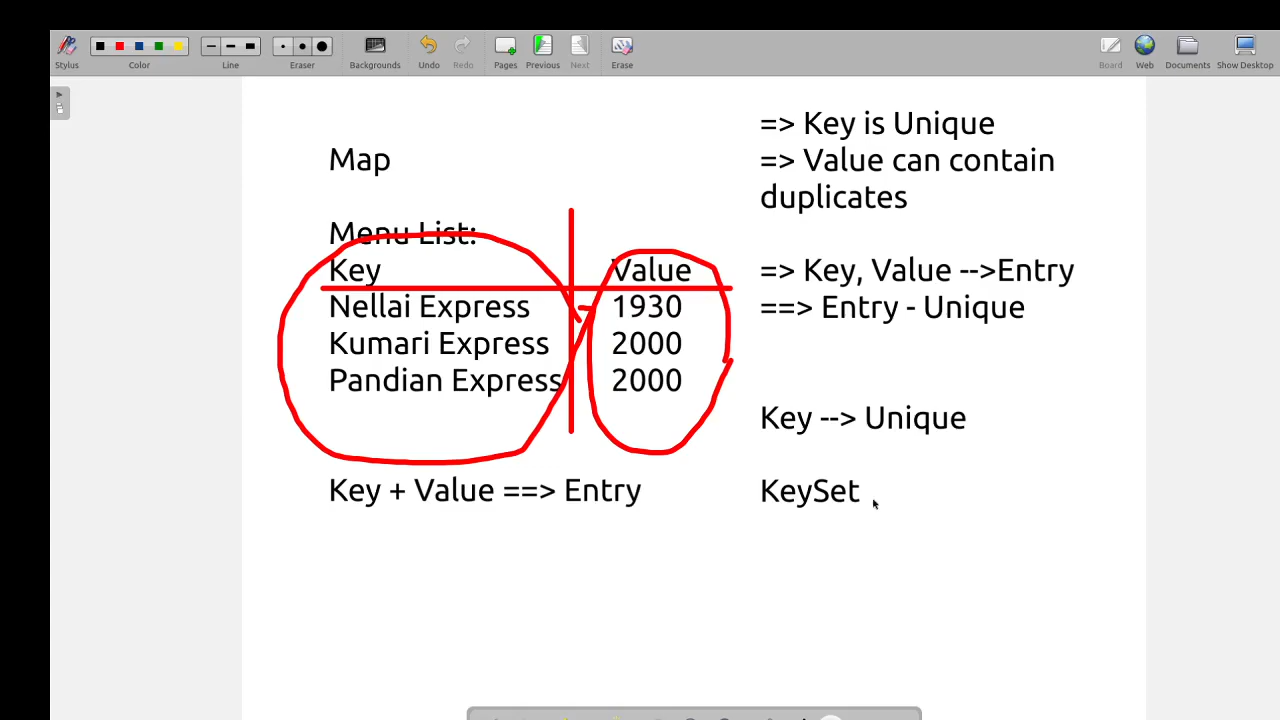 Stylus
Color
Line
Eraser
Backgrounds
Undo
Redo
Pages
Previous
Next
Erase
Board
Web
Documents
Show Desktop
=> Key is Unique
Map
=> Value can contain
duplicates
Menu List:
Key Value
=> Key, Value -->Entry
Nellai Express 1930
==> Entry - Unique
Kumari Express 2000
Pandian Express 2000
Key --> Unique
Key + Value ==> Entry
KeySet